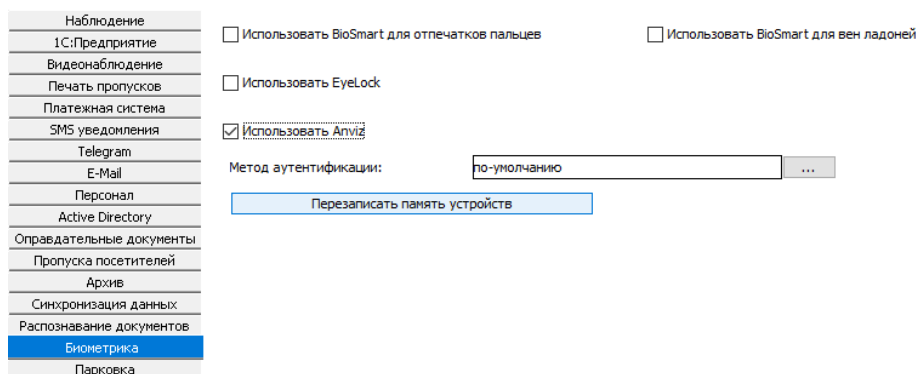 Наблюдение
1С:Предприятие
Видеонаблюдение
Печать пропусков
Платежная система
SMS уведомления
Telegram
E-Mail
Персонал
Active Directory
Оправдательные документы
Пропуска посетителей
Архив
Синхронизация данных
Распознавание документов
Биометрика
Парковка
Использовать BioSmart для отпечатков пальцев
Использовать BioSmart для вен ладоней
Использовать EyeLock
Использовать Anviz
Метод аутентификации: по-умолчанию ...
Перезаписать память устройств